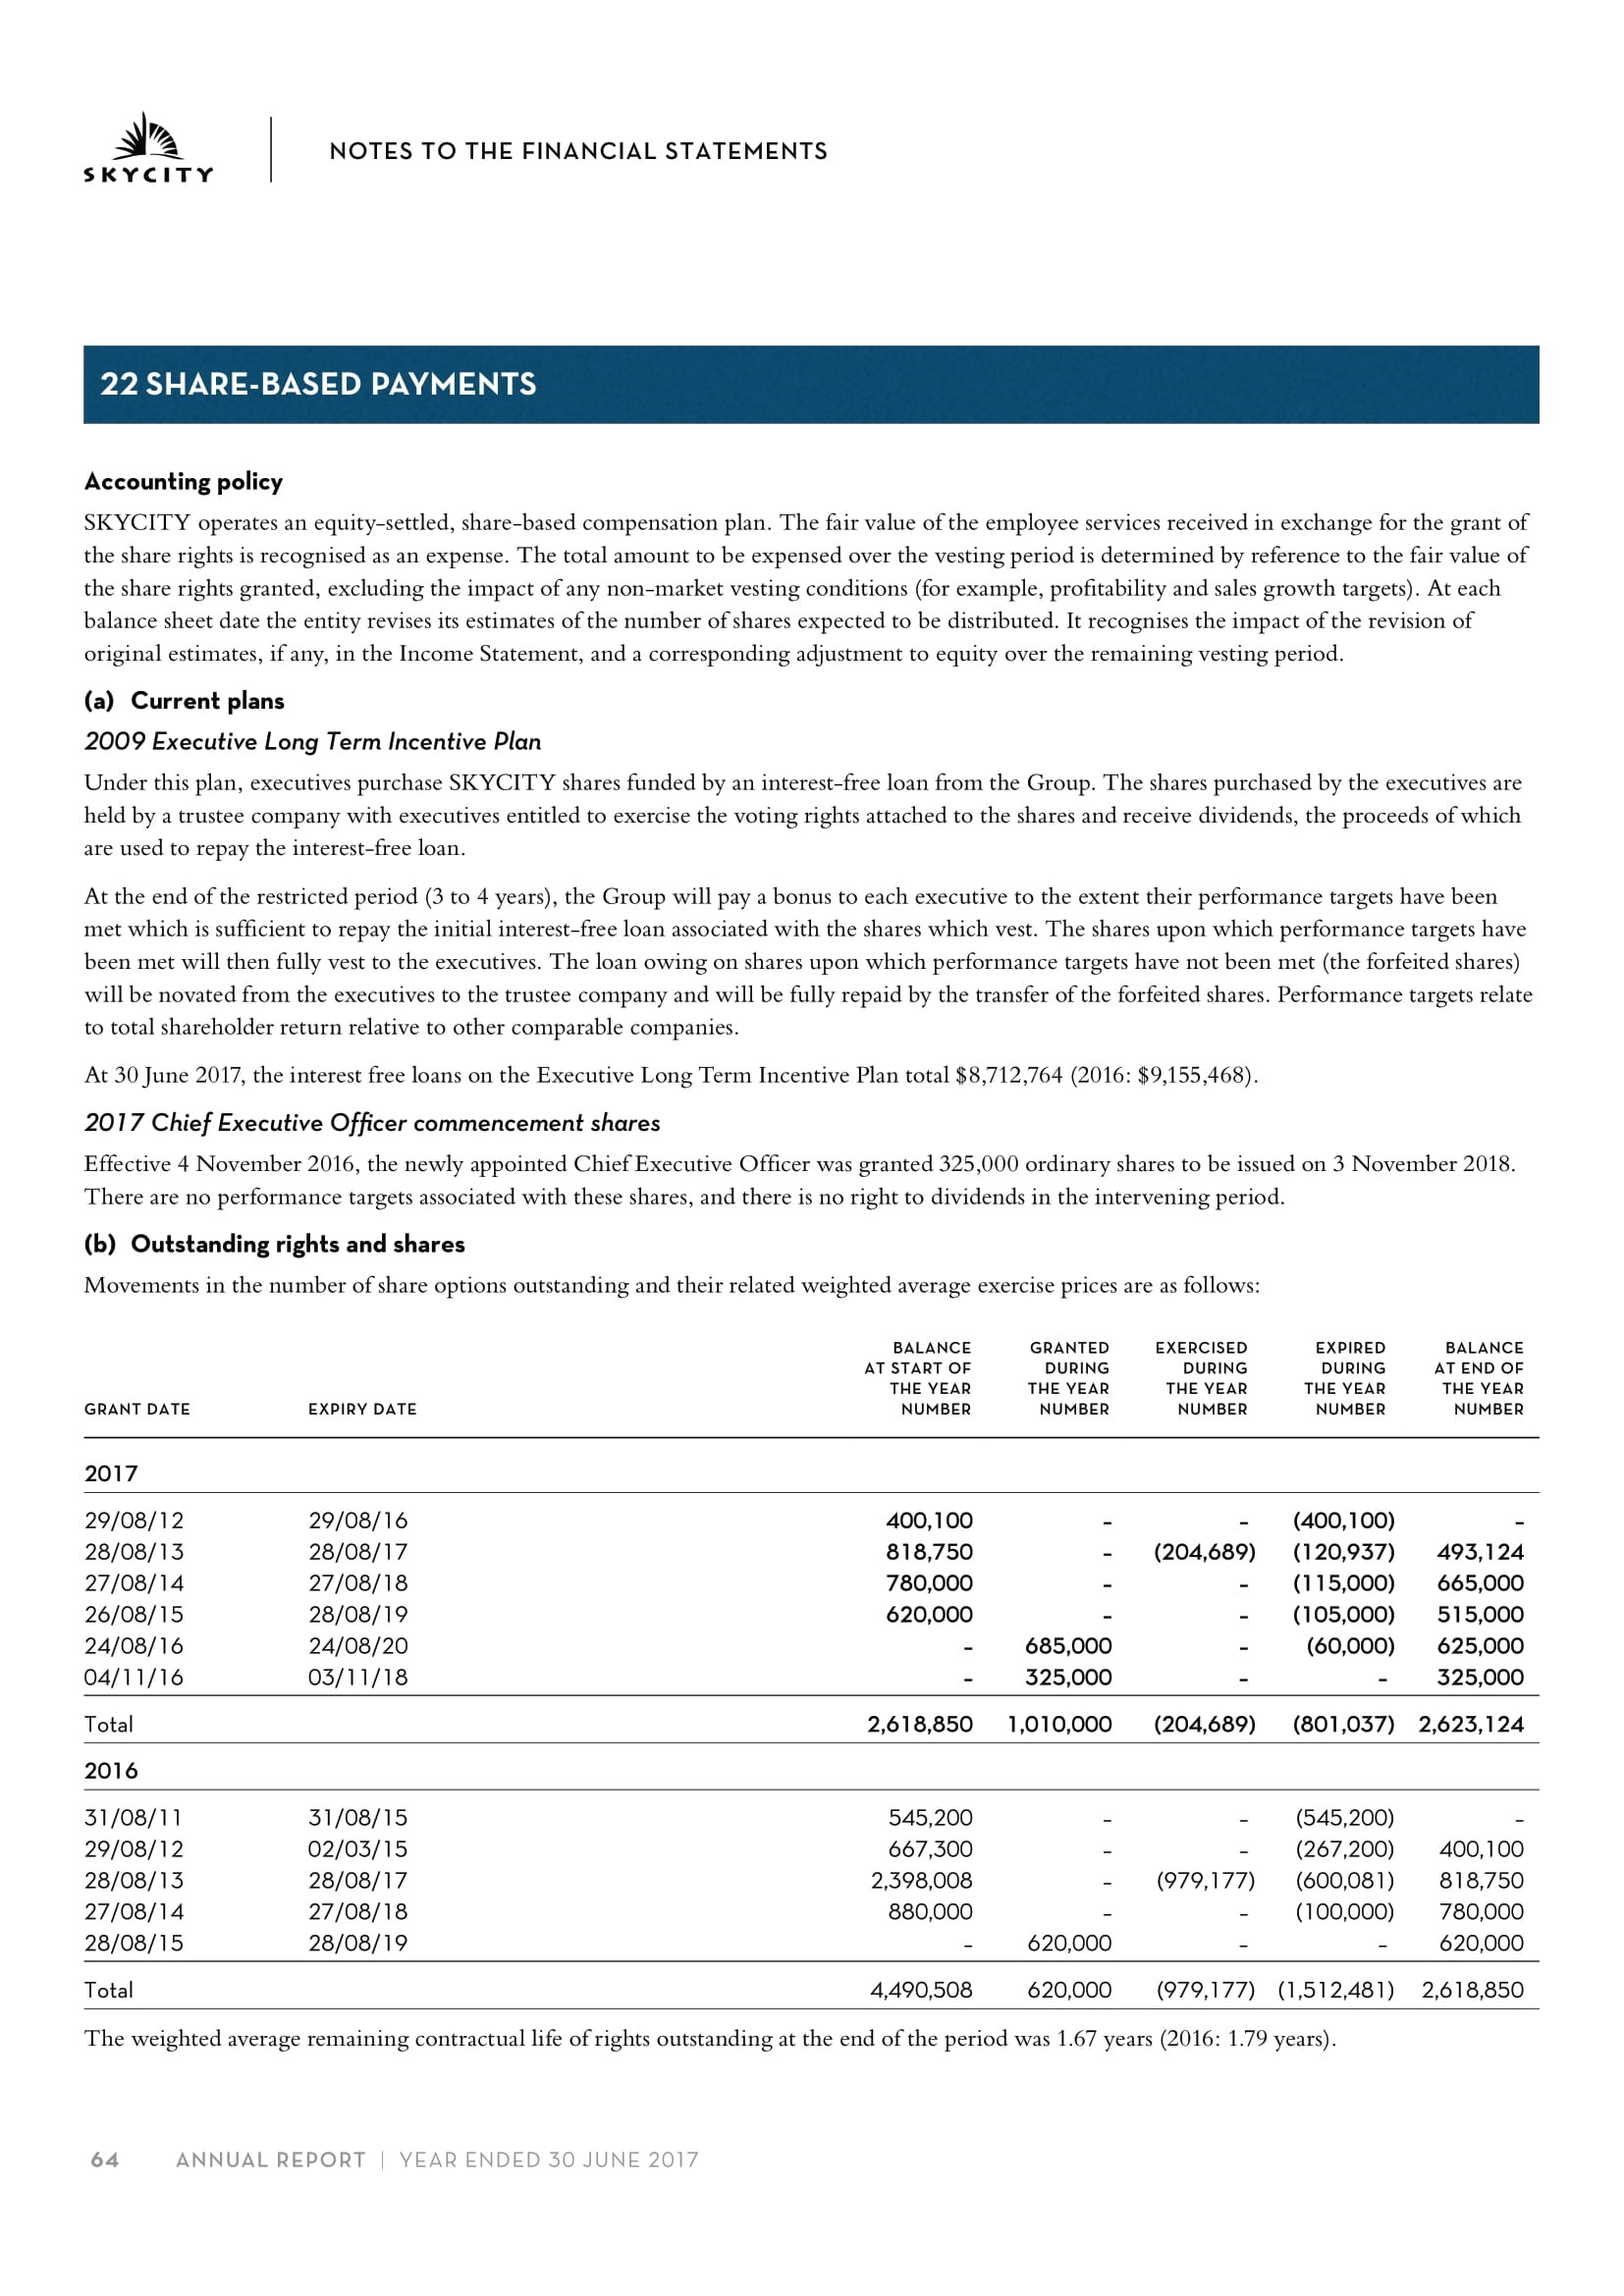 SKYCITY
NOTES TO THE FINANCIAL STATEMENTS
22 SHARE-BASED PAYMENTS
Accounting policy
SKYCITY operates an equity-settled, share-based compensation plan. The fair value of the employee services received in exchange for the grant of
the share rights is recognised as an expense. The total amount to be expensed over the vesting period is determined by reference to the fair value of
the share rights granted, excluding the impact of any non-market vesting conditions (for example, profitability and sales growth targets). At each
balance sheet date the entity revises its estimates of the number of shares expected to be distributed. It recognises the impact of the revision of
original estimates, if any, in the Income Statement, and a corresponding adjustment to equity over the remaining vesting period.
(a) Current plans
2009 Executive Long Term Incentive Plan
Under this plan, executives purchase SKYCITY shares funded by an interest-free loan from the Group. The shares purchased by the executives are
held by a trustee company with executives entitled to exercise the voting rights attached to the shares and receive dividends, the proceeds of which
are used to repay the interest-free loan.
At the end of the restricted period (3 to 4 years), the Group will pay a bonus to each executive to the extent their performance targets have been
met which is sufficient to repay the initial interest-free loan associated with the shares which vest. The shares upon which performance targets have
been met will then fully vest to the executives. The loan owing on shares upon which performance targets have not been met (the forfeited shares)
will be novated from the executives to the trustee company and will be fully repaid by the transfer of the forfeited shares. Performance targets relate
to total shareholder return relative to other comparable companies.
At 30 June 2017, the interest free loans on the Executive Long Term Incentive Plan total $8,712,764 (2016: $9,155,468).
2017 Chief Executive Officer commencement shares
Effective 4 November 2016, the newly appointed Chief Executive Officer was granted 325,000 ordinary shares to be issued on 3 November 2018.
There are no performance targets associated with these shares, and there is no right to dividends in the intervening period.
(b) Outstanding rights and shares
Movements in the number of share options outstanding and their related weighted average exercise prices are as follows:
BALANCE GRANTED EXERCISED EXPIRED BALANCE
AT START OF DURING DURING DURING AT END OF
THE YEAR THE YEAR THE YEAR THE YEAR THE YEAR
GRANT DATE EXPIRY DATE NUMBER NUMBER NUMBER NUMBER NUMBER
2017
29/08/12 29/08/16 400,100 - - (400,100) -
28/08/13 28/08/17 818,750 - (204,689) (120,937) 493,124
27/08/14 27/08/18 780,000 - - (115,000) 665,000
26/08/15 28/08/19 620,000 - - (105,000) 515,000
24/08/16 24/08/20 - 685,000 - (60,000) 625,000
04/11/16 03/11/18 - 325,000 - - 325,000
Total 2,618,850 1,010,000 (204,689) (801,037) 2,623,124
2016
31/08/11 31/08/15 545,200 - - (545,200) -
29/08/12 02/03/15 667,300 - - (267,200) 400,100
28/08/13 28/08/17 2,398,008 - (979,177) (600,081) 818,750
27/08/14 27/08/18 880,000 - - (100,000) 780,000
28/08/15 28/08/19 - 620,000 - - 620,000
Total 4,490,508 620,000 (979,177) (1,512,481) 2,618,850
The weighted average remaining contractual life of rights outstanding at the end of the period was 1.67 years (2016: 1.79 years).
64 ANNUAL REPORT | YEAR ENDED 30 JUNE 2017